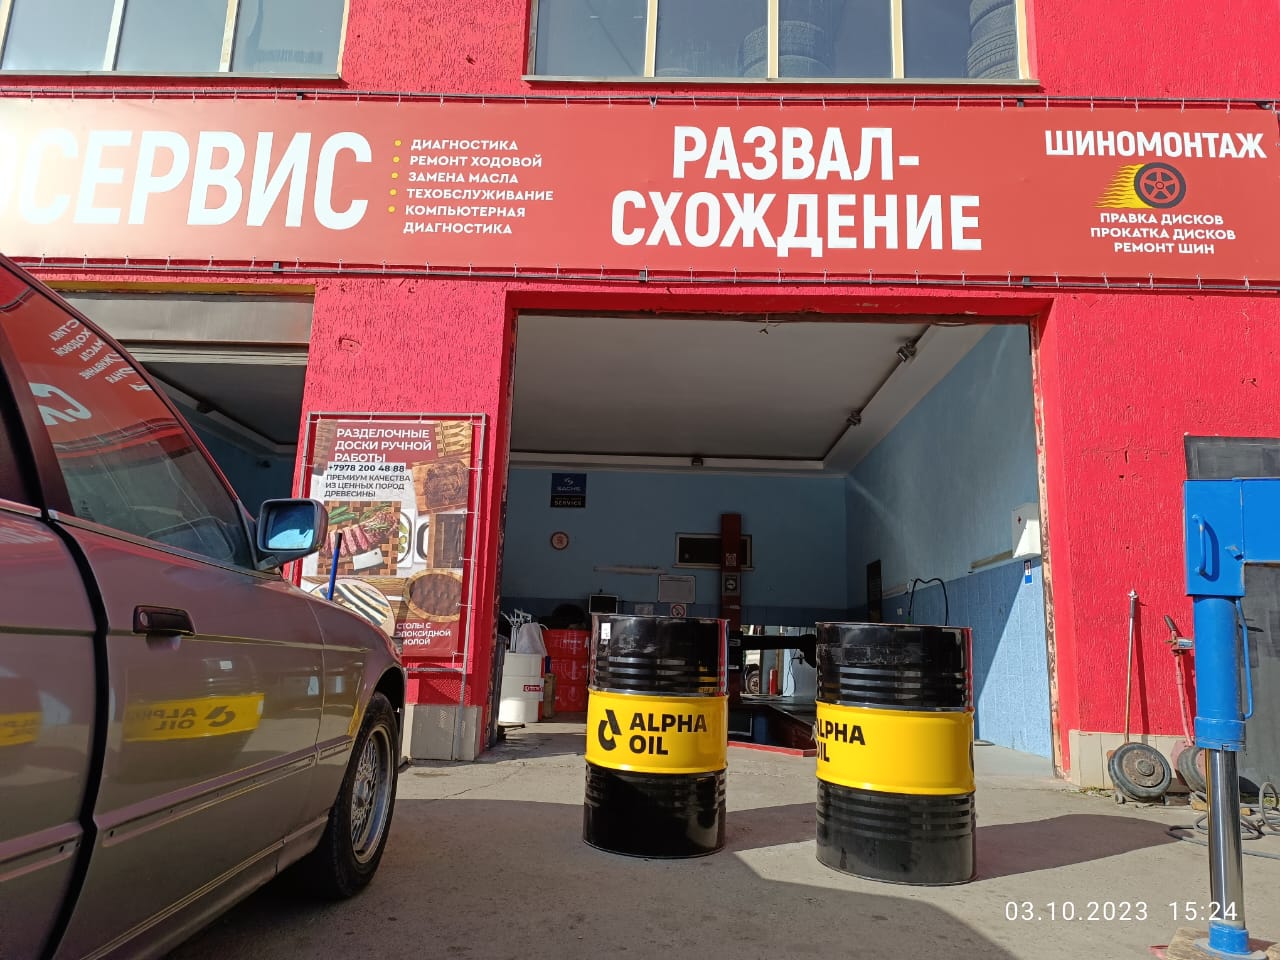 СЕРВИС
ДИАГНОСТИКА
РЕМОНТ ХОДОВОЙ
ЗАМЕНА МАСЛА
ТЕХОБСЛУЖИВАНИЕ
КОМПЬЮТЕРНАЯ
ДИАГНОСТИКА
РАЗВАЛ-
СХОЖДЕНИЕ
ШИНОМОНТАЖ
ПРАВКА ДИСКОВ
ПРОКАТКА ДИСКОВ
РЕМОНТ ШИН
РАЗДЕЛОЧНЫЕ
ДОСКИ РУЧНОЙ
РАБОТЫ
+7978 200 48 88
ПРЕМИУМ КАЧЕСТВА
ИЗ ЦЕННЫХ ПОРОД
ДРЕВЕСИНЫ
СТОЛЫ С
ЭПОКСИДНОЙ
СМОЛОЙ
SACHS
SERVICE
ALPHA
OIL
ALPHA
OIL
03.10.2023 15:24